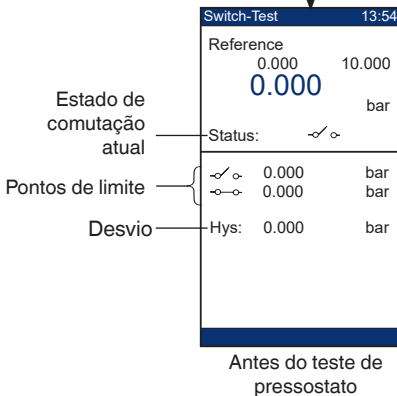 Switch-Test 13:54
Reference
0.000 10.000
0.000
bar
Estado de
comutação
atual
Status:
Pontos de limite
0.000 bar
0.000 bar
Desvio
Hys: 0.000 bar
Antes do teste de
pressostato